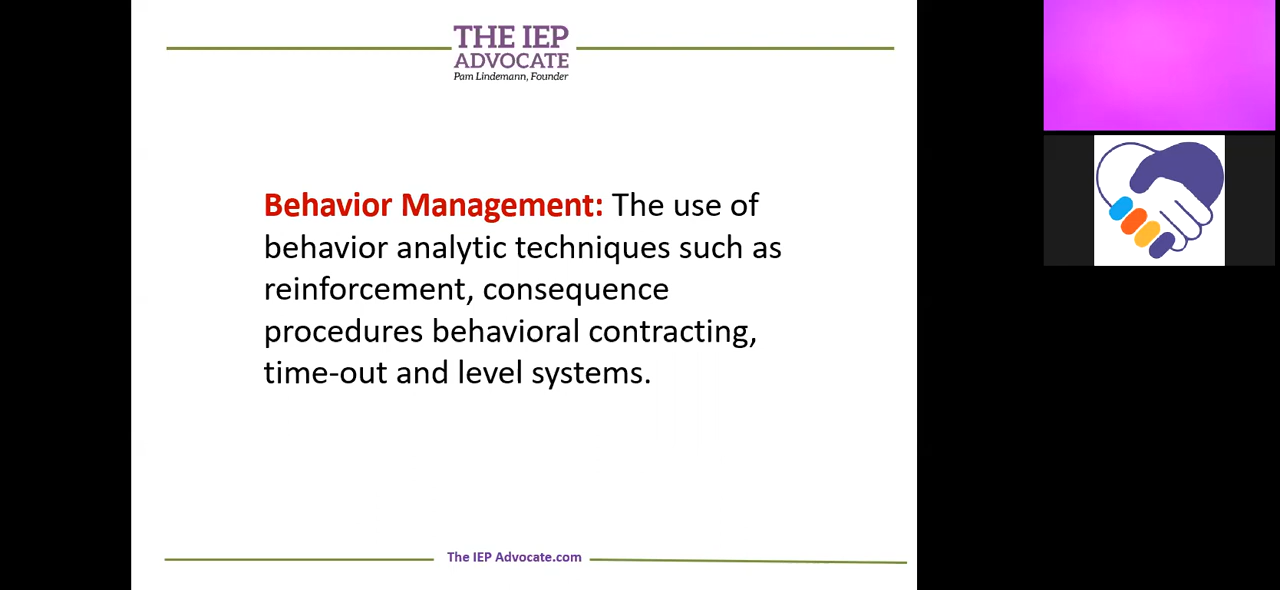 THE IEP
ADVOCATE
Pam Lindemann, Founder
Behavior Management: The use of
behavior analytic techniques such as
reinforcement, consequence
procedures behavioral contracting,
time-out and level systems.
The IEP Advocate.com